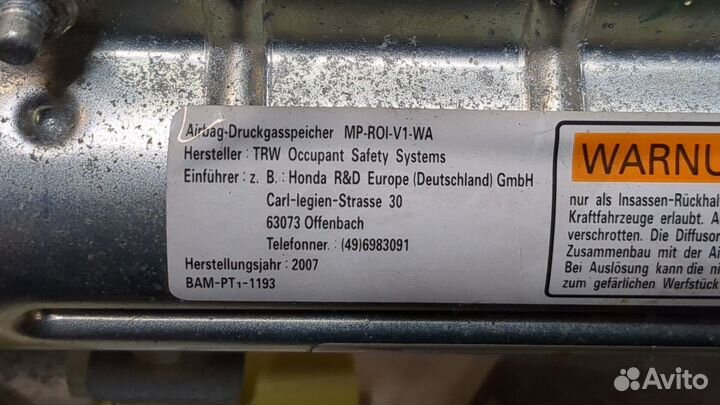 Airbag-Druckgasspeicher MP-ROI-V1-WA
Hersteller : TRW Occupant Safety Systems
Einführer : z. B. : Honda R&D Europe (Deutschland) GmbH
Carl-legien-Strasse 30
63073 Offenbach
Telefonner. : (49)6983091
Herstellungsjahr : 2007
BAM-PT₁-1193
WARNU
nur als Insassen-Rückhal
Kraftfahrzeuge erlaubt. A
verschrotten. Die Diffusor
Zusammenbau mit der Ai
Bei Auslösung kann die ni
zum gefärlichen Werfstück
Avito